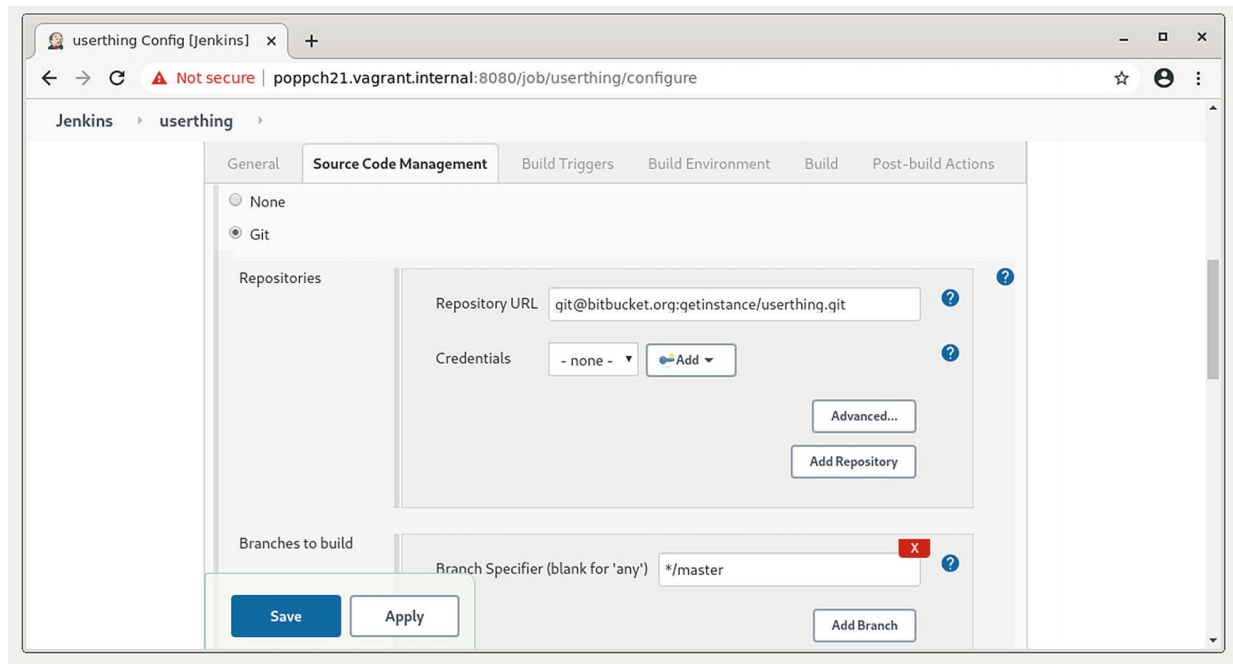 userthing Config [Jenkins] × +
Not secure | poppch21.vagrant.internal:8080/job/userthing/configure
Jenkins userthing
General Source Code Management Build Triggers Build Environment Build Post-build Actions
None
Git
Repositories
Repository URL git@bitbucket.org:getinstance/userthing.git
Credentials - none - Add
Advanced...
Add Repository
Branches to build
X
Branch Specifier (blank for 'any') */master
Save Apply
Add Branch